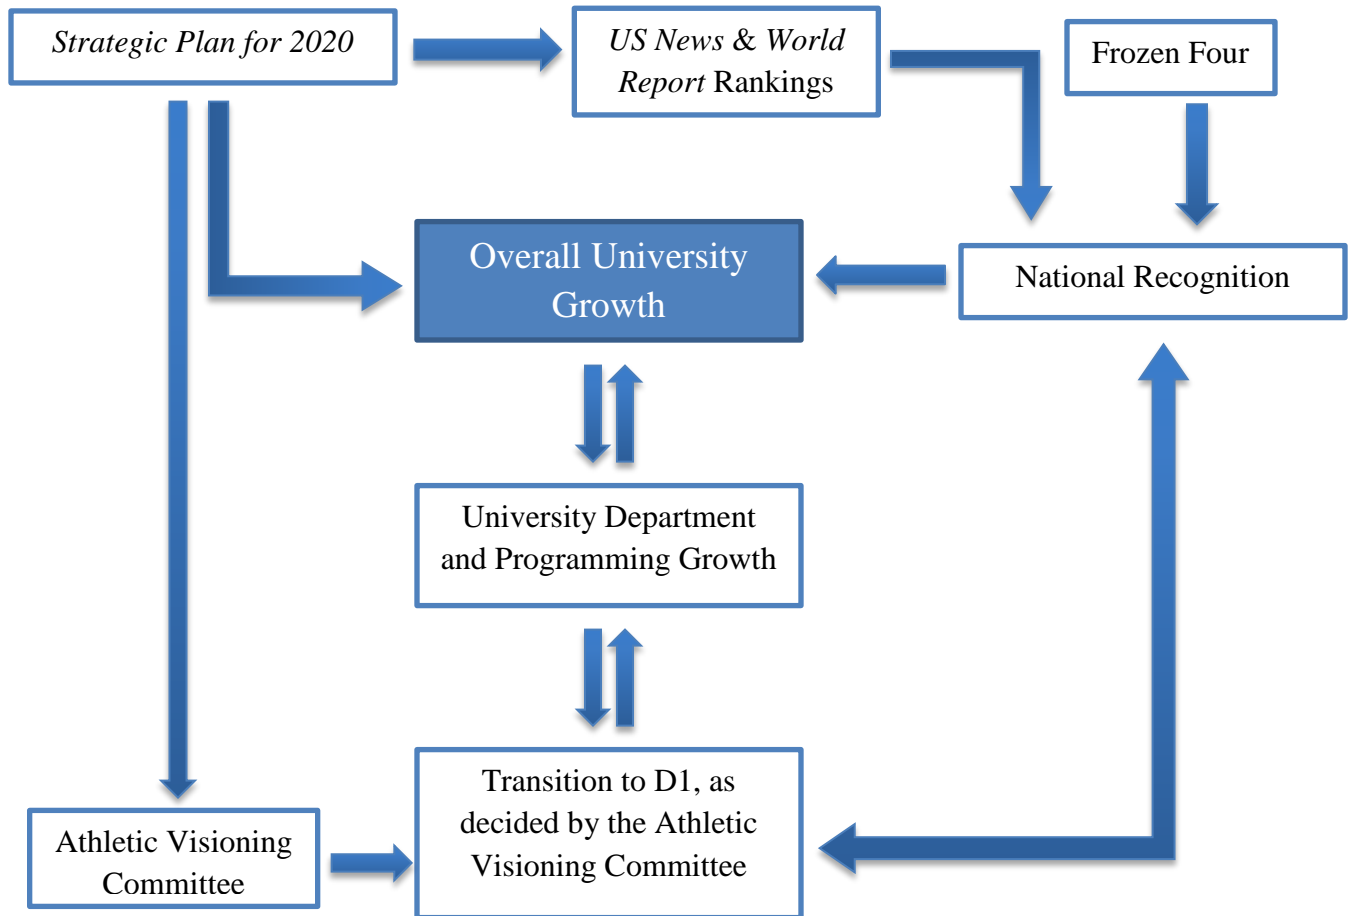 Strategic Plan for 2020
US News & World
Report Rankings
Frozen Four
Overall University
Growth
National Recognition
University Department
and Programming Growth
Athletic Visioning
Committee
Transition to D1, as
decided by the Athletic
Visioning Committee